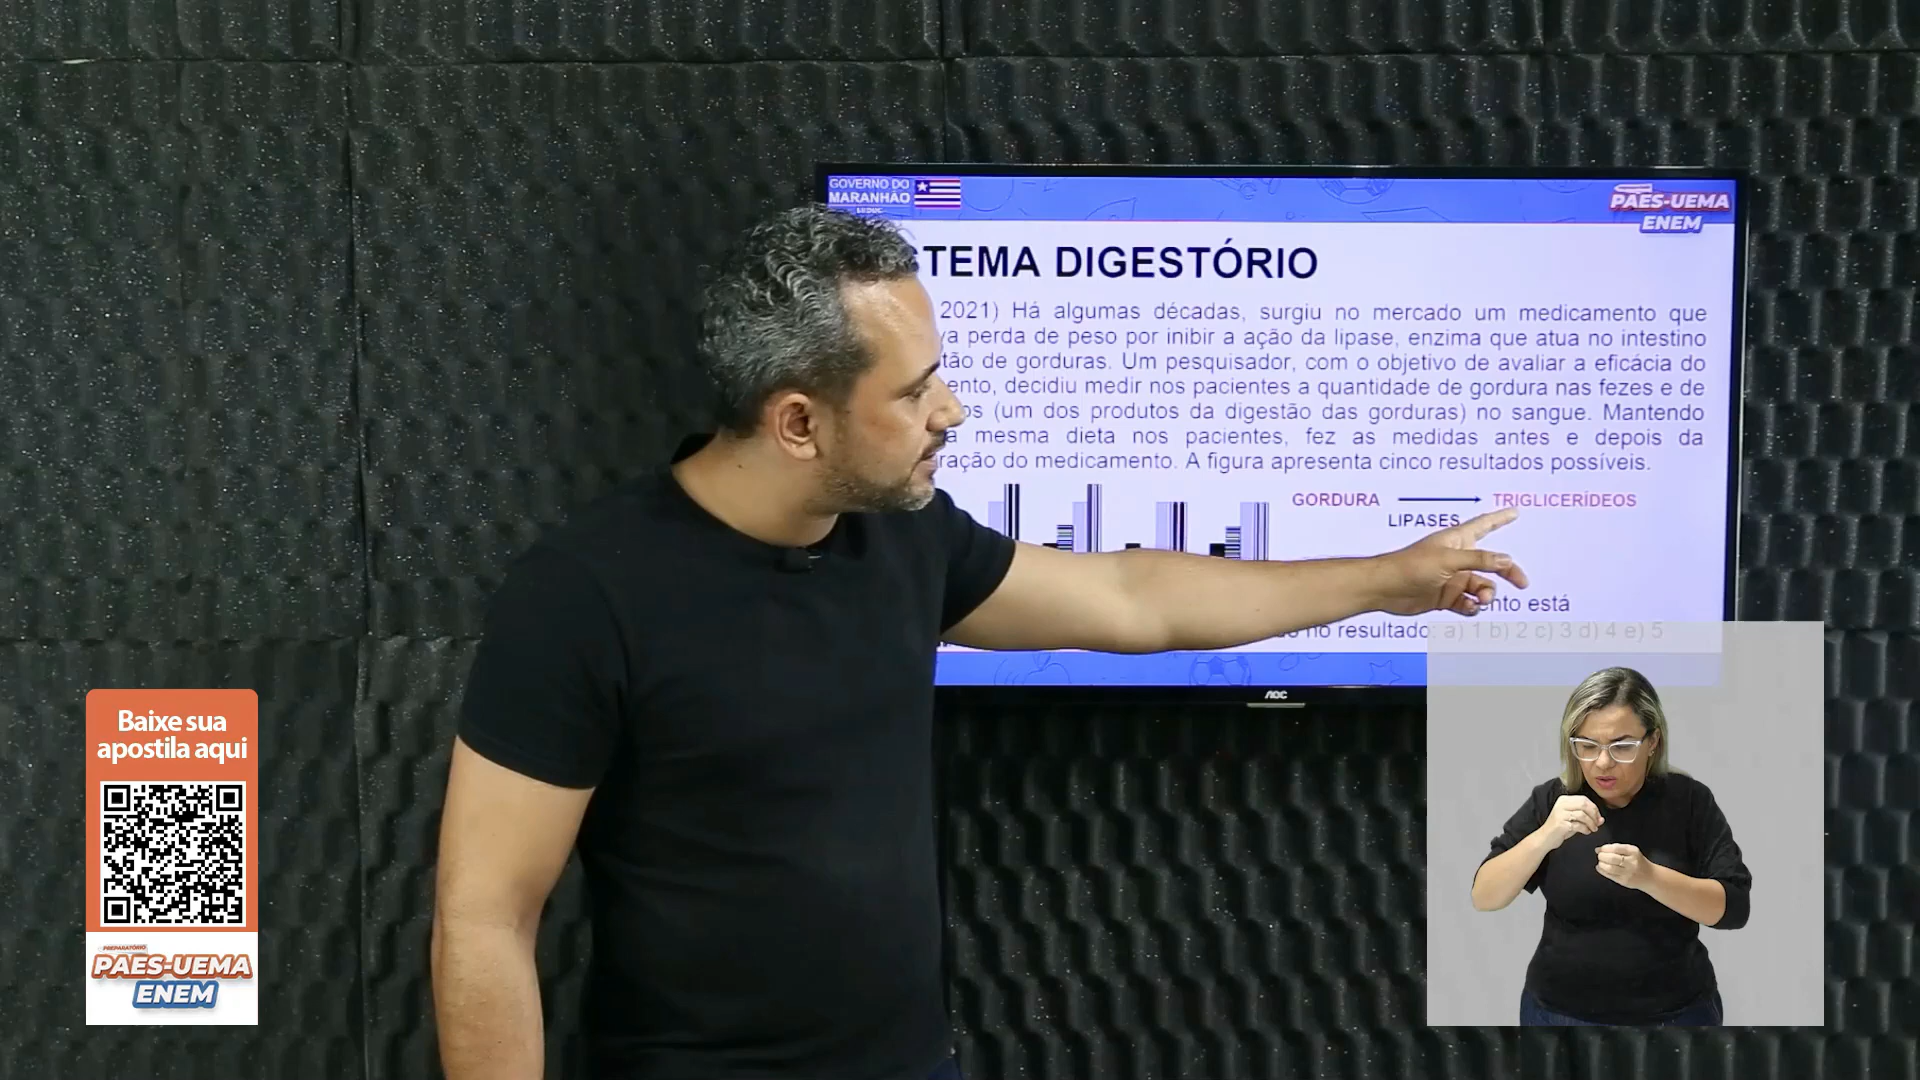 GOVERNO DO
MARANHÃO
SEDUC
PAES-UEMA
ENEM
STEMA DIGESTÓRIO
2021) Há algumas décadas, surgiu no mercado um medicamento que
va perda de peso por inibir a ação da lipase, enzima que atua no intestino
tão de gorduras. Um pesquisador, com o objetivo de avaliar a eficácia do
ento, decidiu medir nos pacientes a quantidade de gordura nas fezes e de
os (um dos produtos da digestão das gorduras) no sangue. Mantendo
a mesma dieta nos pacientes, fez as medidas antes e depois da
ração do medicamento. A figura apresenta cinco resultados possíveis.
GORDURA
TRIGLICERÍDEOS
LIPASES
nto está
no resultado: a) 1 b) 2 c) 3 d) 4 e) 5
AOC
Baixe sua
apostila aqui
PREPARATÓRIO
PAES-UEMA
ENEM